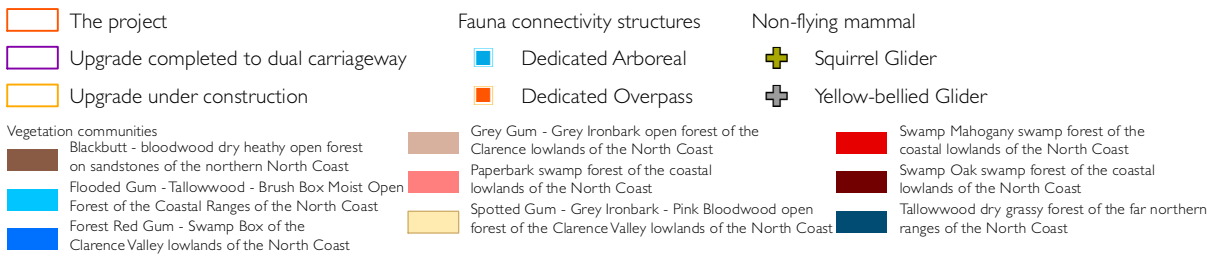 The project
Upgrade completed to dual carriageway
Upgrade under construction
Fauna connectivity structures
Dedicated Arboreal
Dedicated Overpass
Non-flying mammal
Squirrel Glider
Yellow-bellied Glider
Vegetation communities
Blackbutt - bloodwood dry heathy open forest
on sandstones of the northern North Coast
Flooded Gum - Tallowwood - Brush Box Moist Open
Forest of the Coastal Ranges of the North Coast
Forest Red Gum - Swamp Box of the
Clarence Valley lowlands of the North Coast
Grey Gum - Grey Ironbark open forest of the
Clarence lowlands of the North Coast
Paperbark swamp forest of the coastal
lowlands of the North Coast
Spotted Gum - Grey Ironbark - Pink Bloodwood open
forest of the Clarence Valley lowlands of the North Coast
Swamp Mahogany swamp forest of the
coastal lowlands of the North Coast
Swamp Oak swamp forest of the coastal
lowlands of the North Coast
Tallowwood dry grassy forest of the far northern
ranges of the North Coast